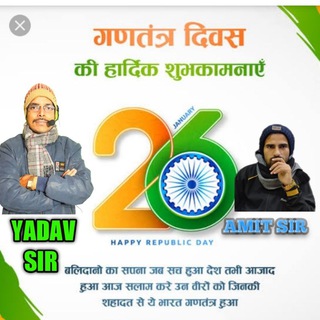 गणतंत्र दिवस
की हार्दिक शुभकामनाएँ
JANUARY
26
YADAV
SIR
AMIT SIR
HAPPY REPUBLIC DAY
बलिदानो का सपना जब सच हुआ देश तभी आजाद
हुआ आज सलाम करे उन वीरों को जिनकी
शहादत से ये भारत गणतंत्र हुआ